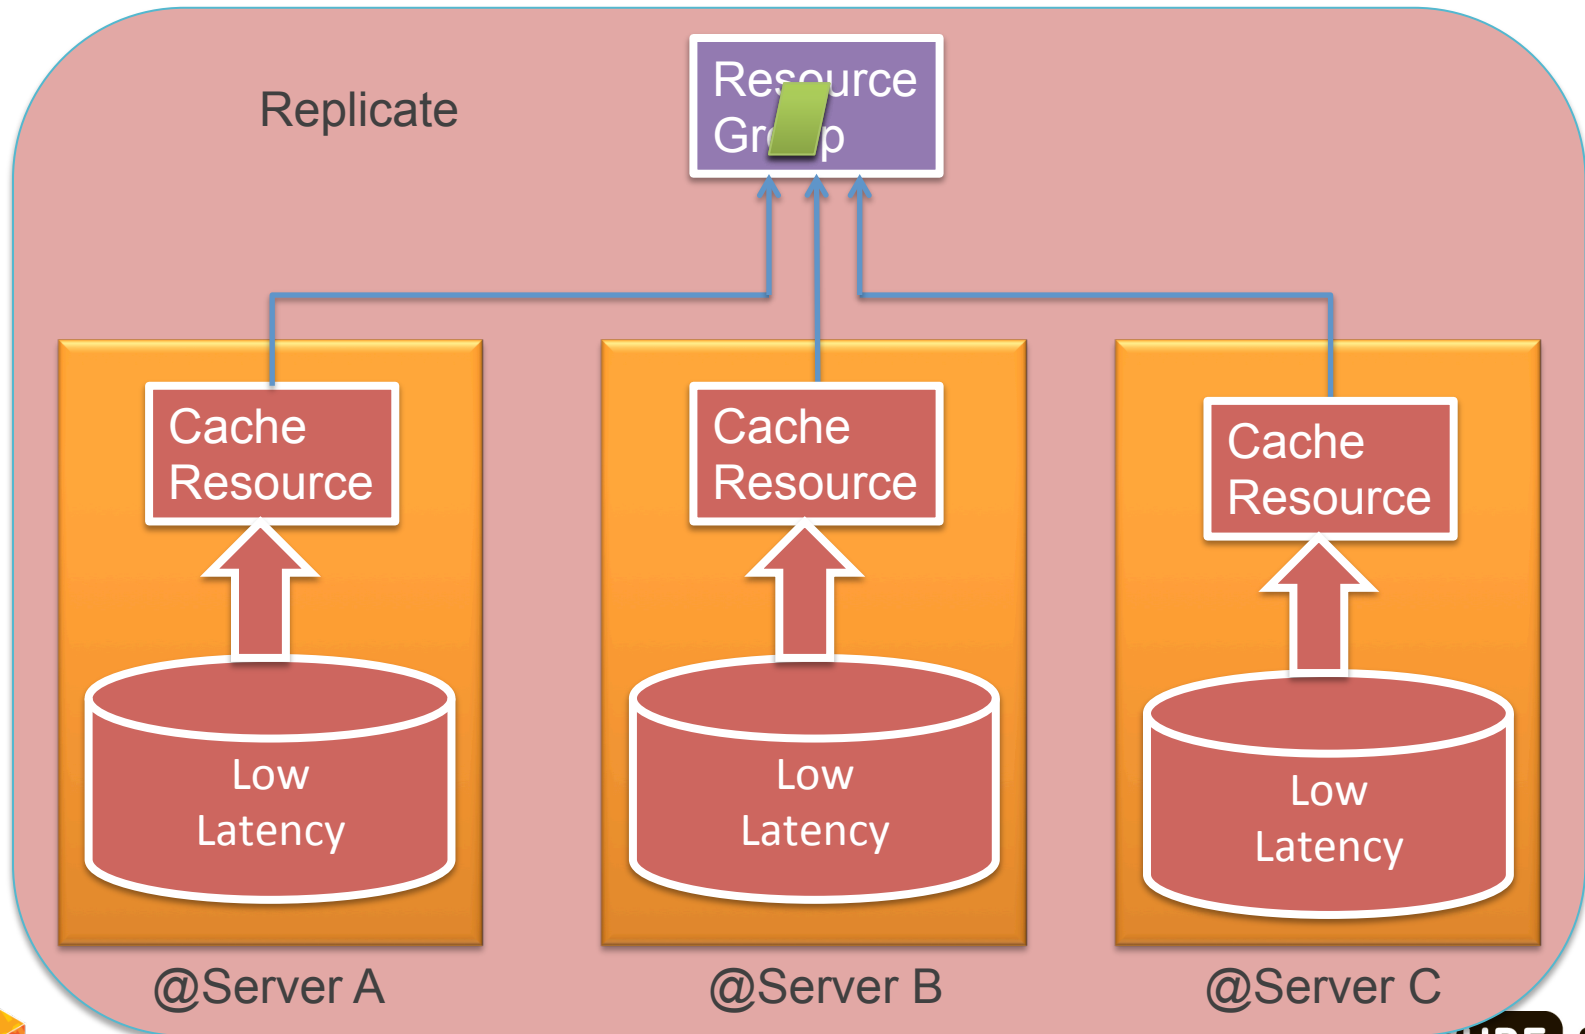 Replicate
Resource
Group
Cache
Resource
Cache
Resource
Cache
Resource
Low
Latency
Low
Latency
Low
Latency
@Server A
@Server B
@Server C